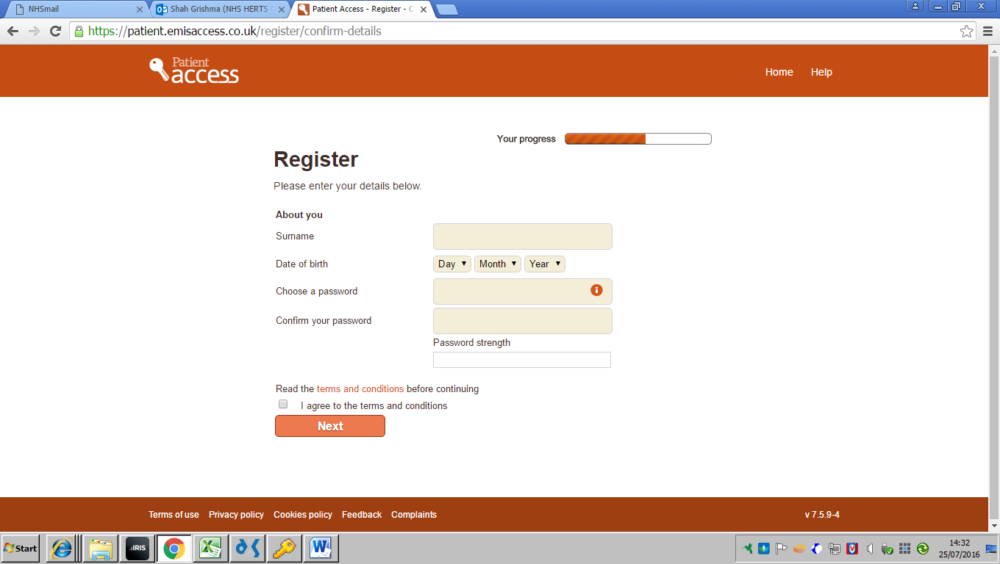 NHSmail
Shah Grishma (NHS HERTS
Patient Access - Register - C
https://patient.emisaccess.co.uk/register/confirm-details
Patient
access
Home Help
Your progress
Register
Please enter your details below.
About you
Surname
Date of birth Day Month Year
Choose a password
Confirm your password
Password strength
Read the terms and conditions before continuing
I agree to the terms and conditions
Next
Terms of use Privacy policy Cookies policy Feedback Complaints v 7.5.9-4
Start
IRIS
14:32
25/07/2016